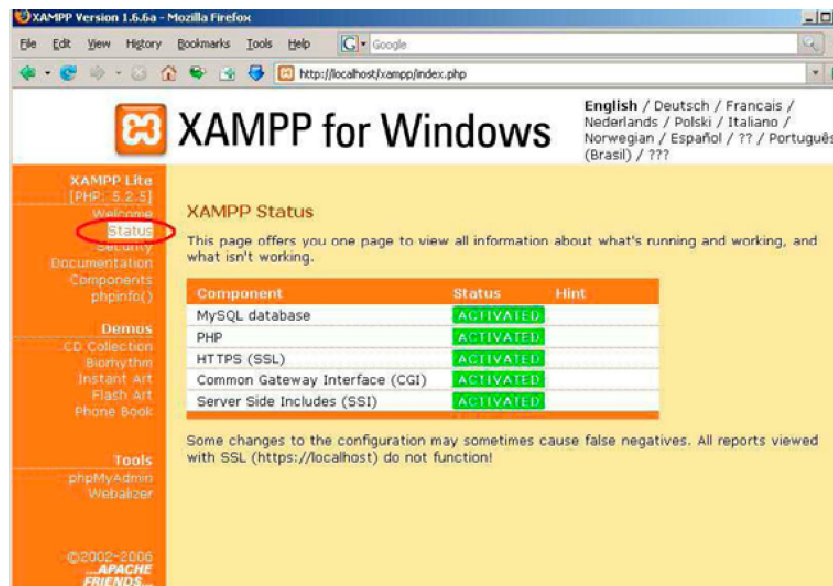 XAMPP Version 1.6.6a - Mozilla Firefox
File Edit View History Bookmarks Tools Help Google
http://localhost/xampp/index.php
XAMPP for Windows
English / Deutsch / Francais /
Nederlands / Polski / Italiano /
Norwegian / Español / ?? / Português
(Brasil) / ???
XAMPP Lite
[PHP: 5.2.5]
Welcome
Status
Security
Documentation
Components
phpinfo()
Demos
CD Collection
Biorhythm
Instant Art
Flash Art
Phone Book
Tools
phpMyAdmin
Webalizer
©2002-2006
...APACHE
FRIENDS...
XAMPP Status
This page offers you one page to view all information about what's running and working, and
what isn't working.
Component Status Hint
MySQL database ACTIVATED
PHP ACTIVATED
HTTPS (SSL) ACTIVATED
Common Gateway Interface (CGI) ACTIVATED
Server Side Includes (SSI) ACTIVATED
Some changes to the configuration may sometimes cause false negatives. All reports viewed
with SSL (https://localhost) do not function!